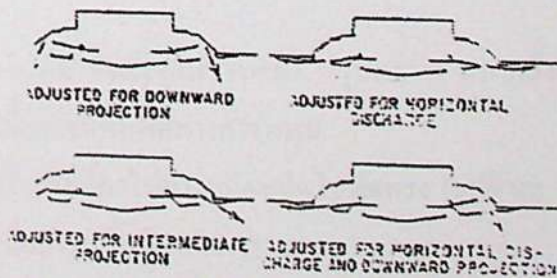 ADJUSTED FOR DOWNWARD
PROJECTION
ADJUSTED FOR HORIZONTAL
DISCHARGE
ADJUSTED FOR INTERMEDIATE
PROJECTION
ADJUSTED FOR HORIZONTAL DIS-
CHARGE AND DOWNWARD PROJECTION